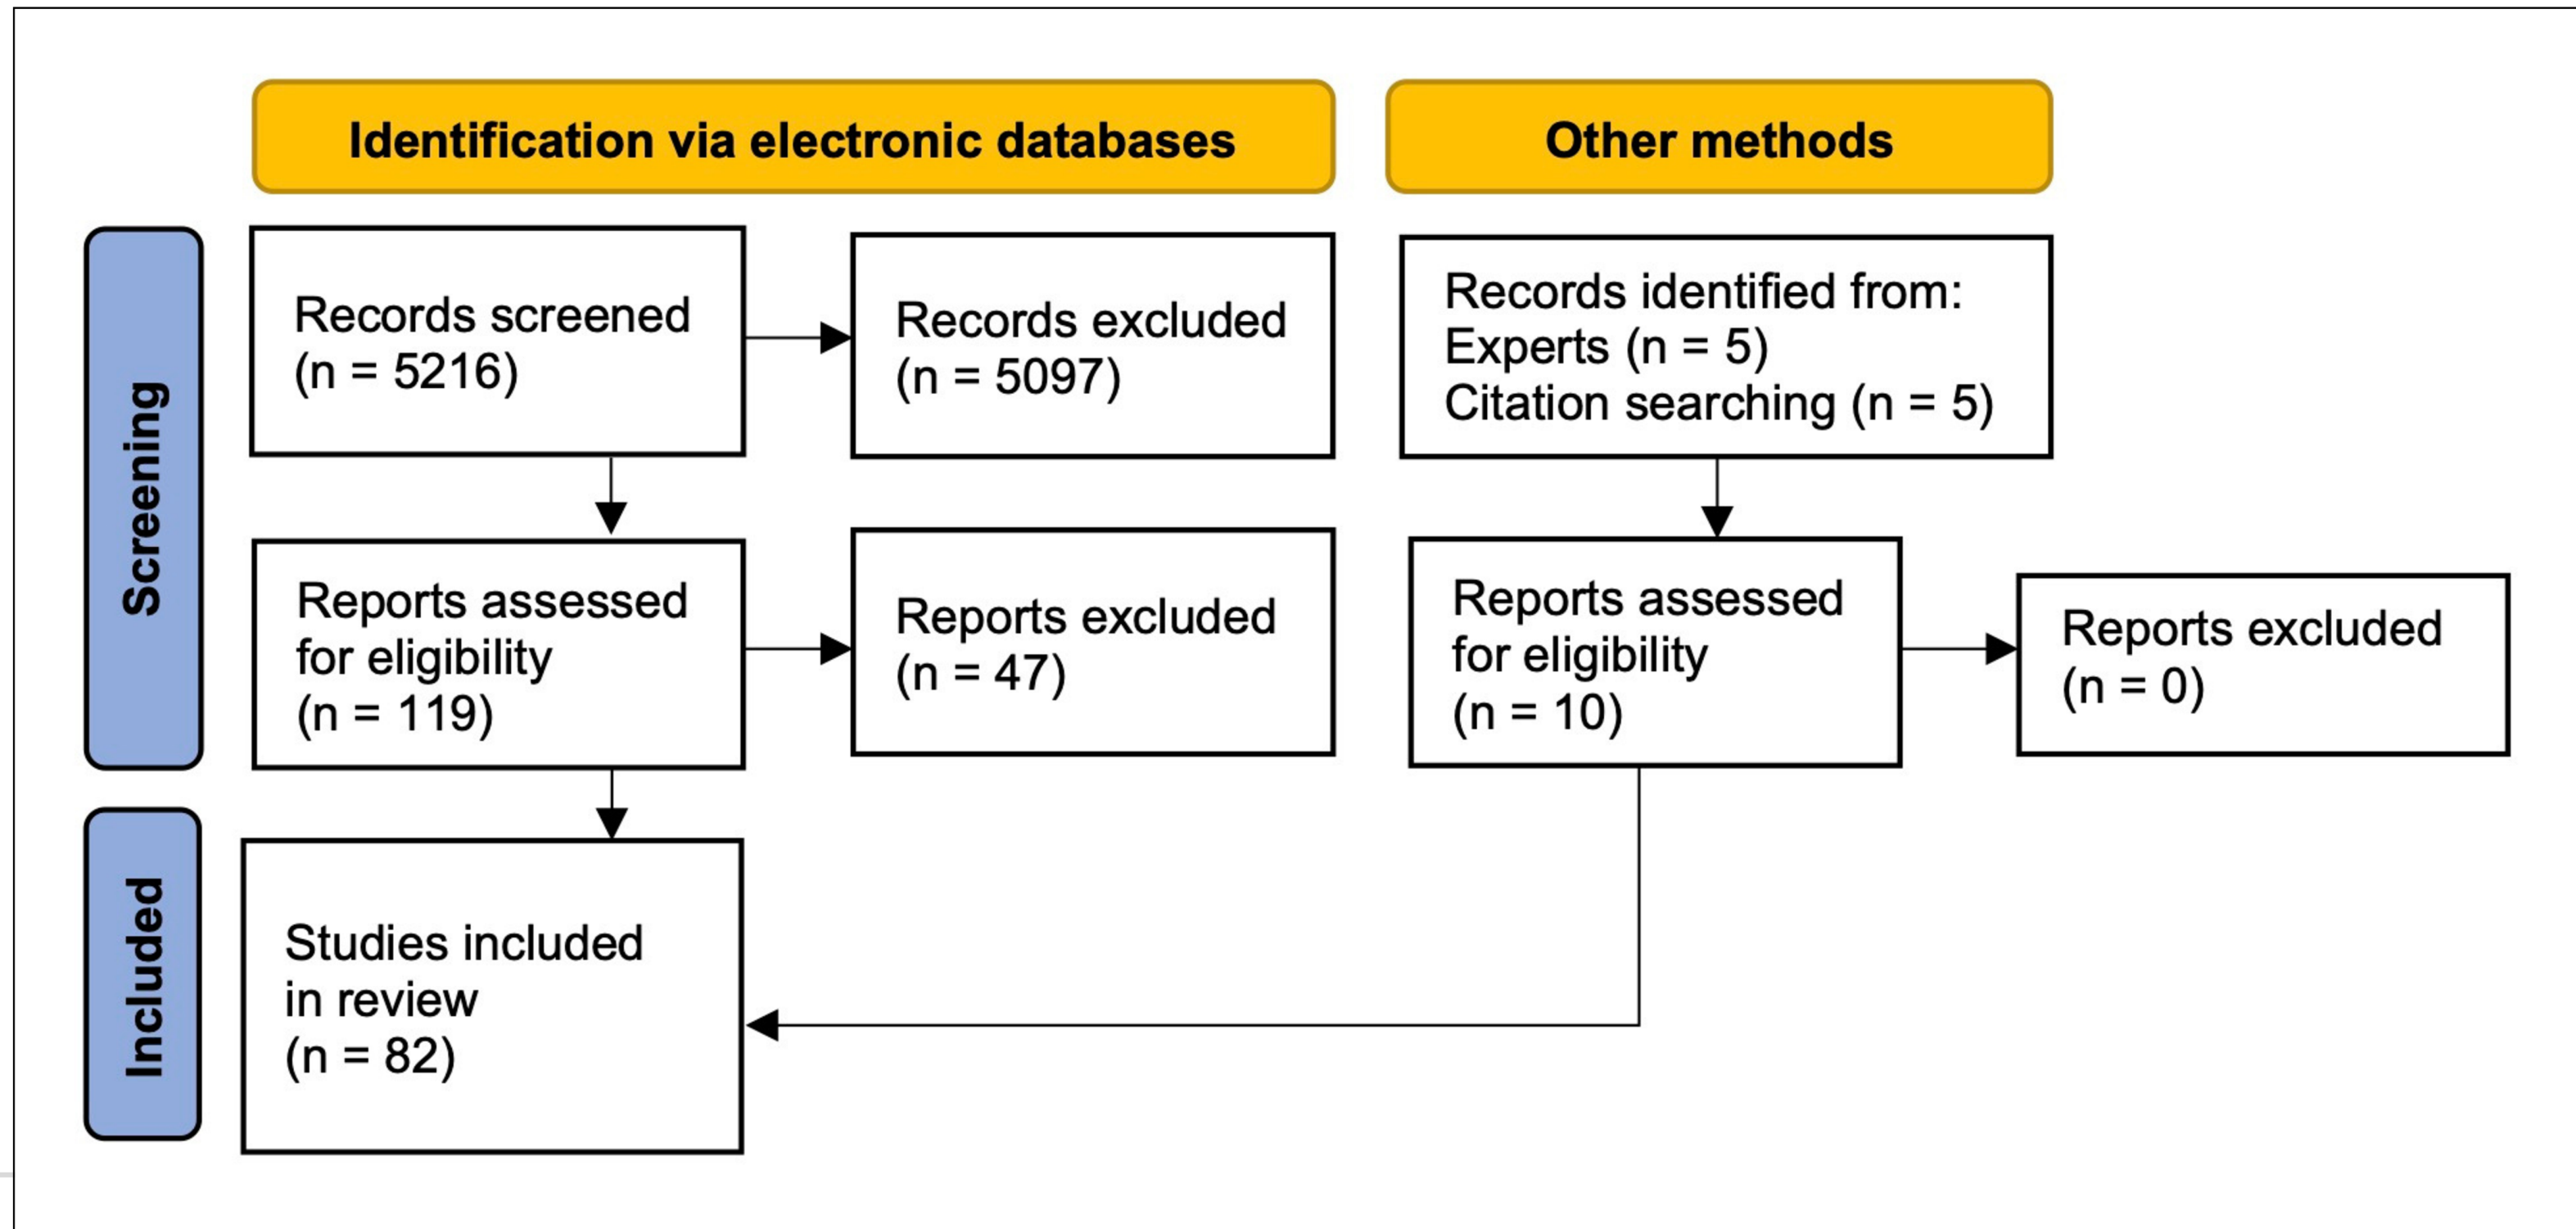 Identification via electronic databases
Other methods
Screening
Records screened
(n = 5216)
Records excluded
(n = 5097)
Records identified from:
Experts (n = 5)
Citation searching (n = 5)
Reports assessed
for eligibility
(n = 119)
Reports excluded
(n = 47)
Reports assessed
for eligibility
(n = 10)
Reports excluded
(n = 0)
Included
Studies included
in review
(n = 82)